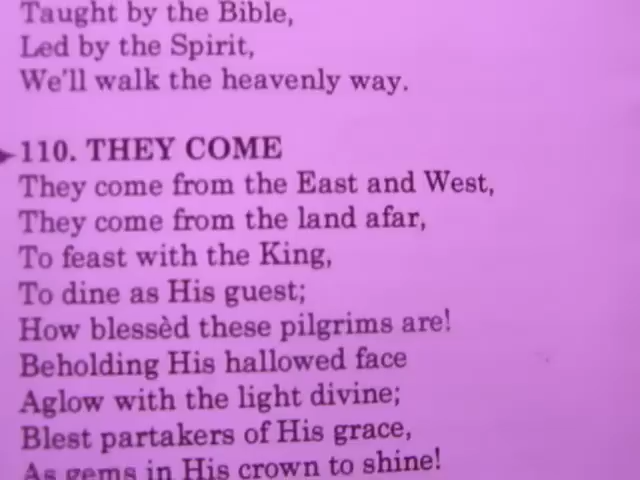 Taught by the Bible,
Led by the Spirit,
We'll walk the heavenly way.
110. THEY COME
They come from the East and West,
They come from the land afar,
To feast with the King,
To dine as His guest;
How blessèd these pilgrims are!
Beholding His hallowed face
Aglow with the light divine;
Blest partakers of His grace,
As gems in His crown to shine!